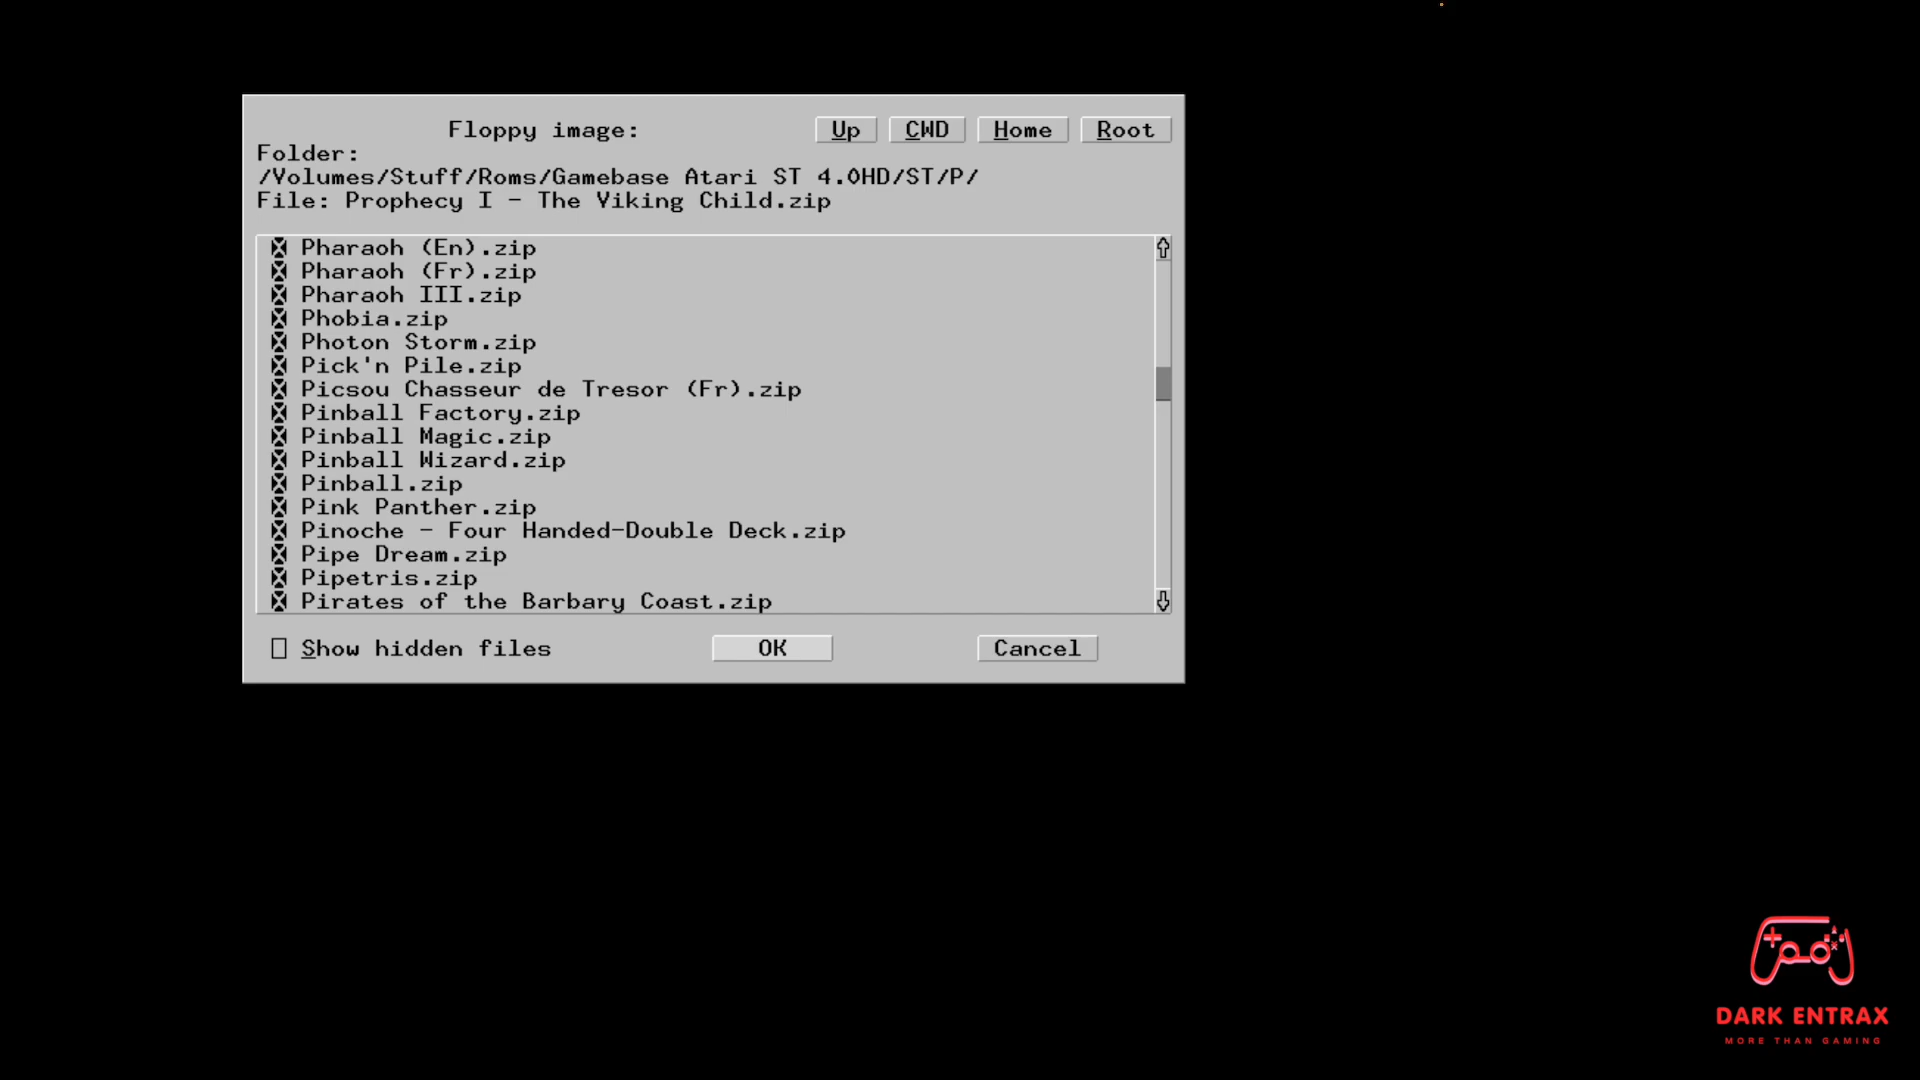 Floppy image: Up CWD Home Root
Folder:
/Volumes/Stuff/Roms/Gamebase Atari ST 4.0HD/ST/P/
File: Prophecy I - The Viking Child.zip
Pharaoh (En).zip
Pharaoh (Fr).zip
Pharaoh III.zip
Phobia.zip
Photon Storm.zip
Pick'n Pile.zip
Picsou Chasseur de Tresor (Fr).zip
Pinball Factory.zip
Pinball Magic.zip
Pinball Wizard.zip
Pinball.zip
Pink Panther.zip
Pinoche - Four Handed-Double Deck.zip
Pipe Dream.zip
Pipetris.zip
Pirates of the Barbary Coast.zip
Show hidden files OK Cancel
DARK ENTRAX
MORE THAN GAMING